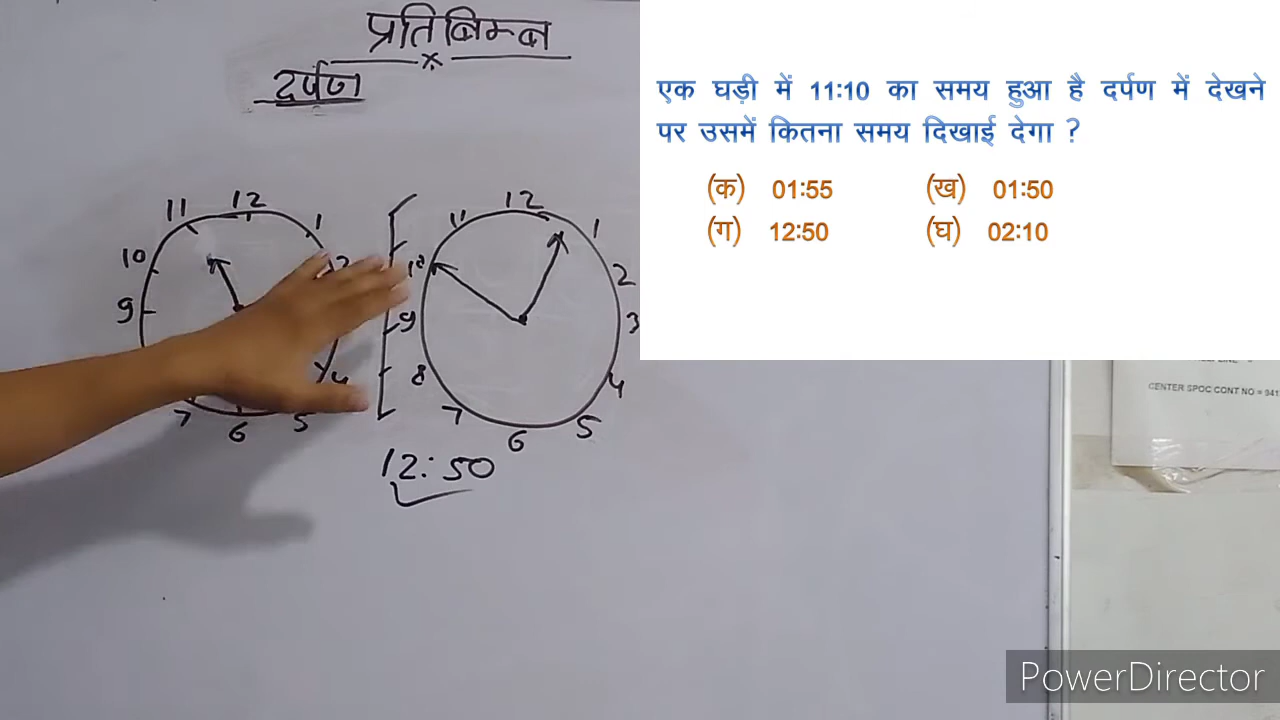 प्रतिबिम्ब
दर्पण
एक घड़ी में 11:10 का समय हुआ है दर्पण में देखने
पर उसमें कितना समय दिखाई देगा ?
(क) 01:55 (ख) 01:50
(ग) 12:50 (घ) 02:10
11 12 1
10
9
4
7 6 5
11 12 1
10 2
9 3
8 4
7 6 5
12:50
CENTER SPOC CONT NO = 941
PowerDirector